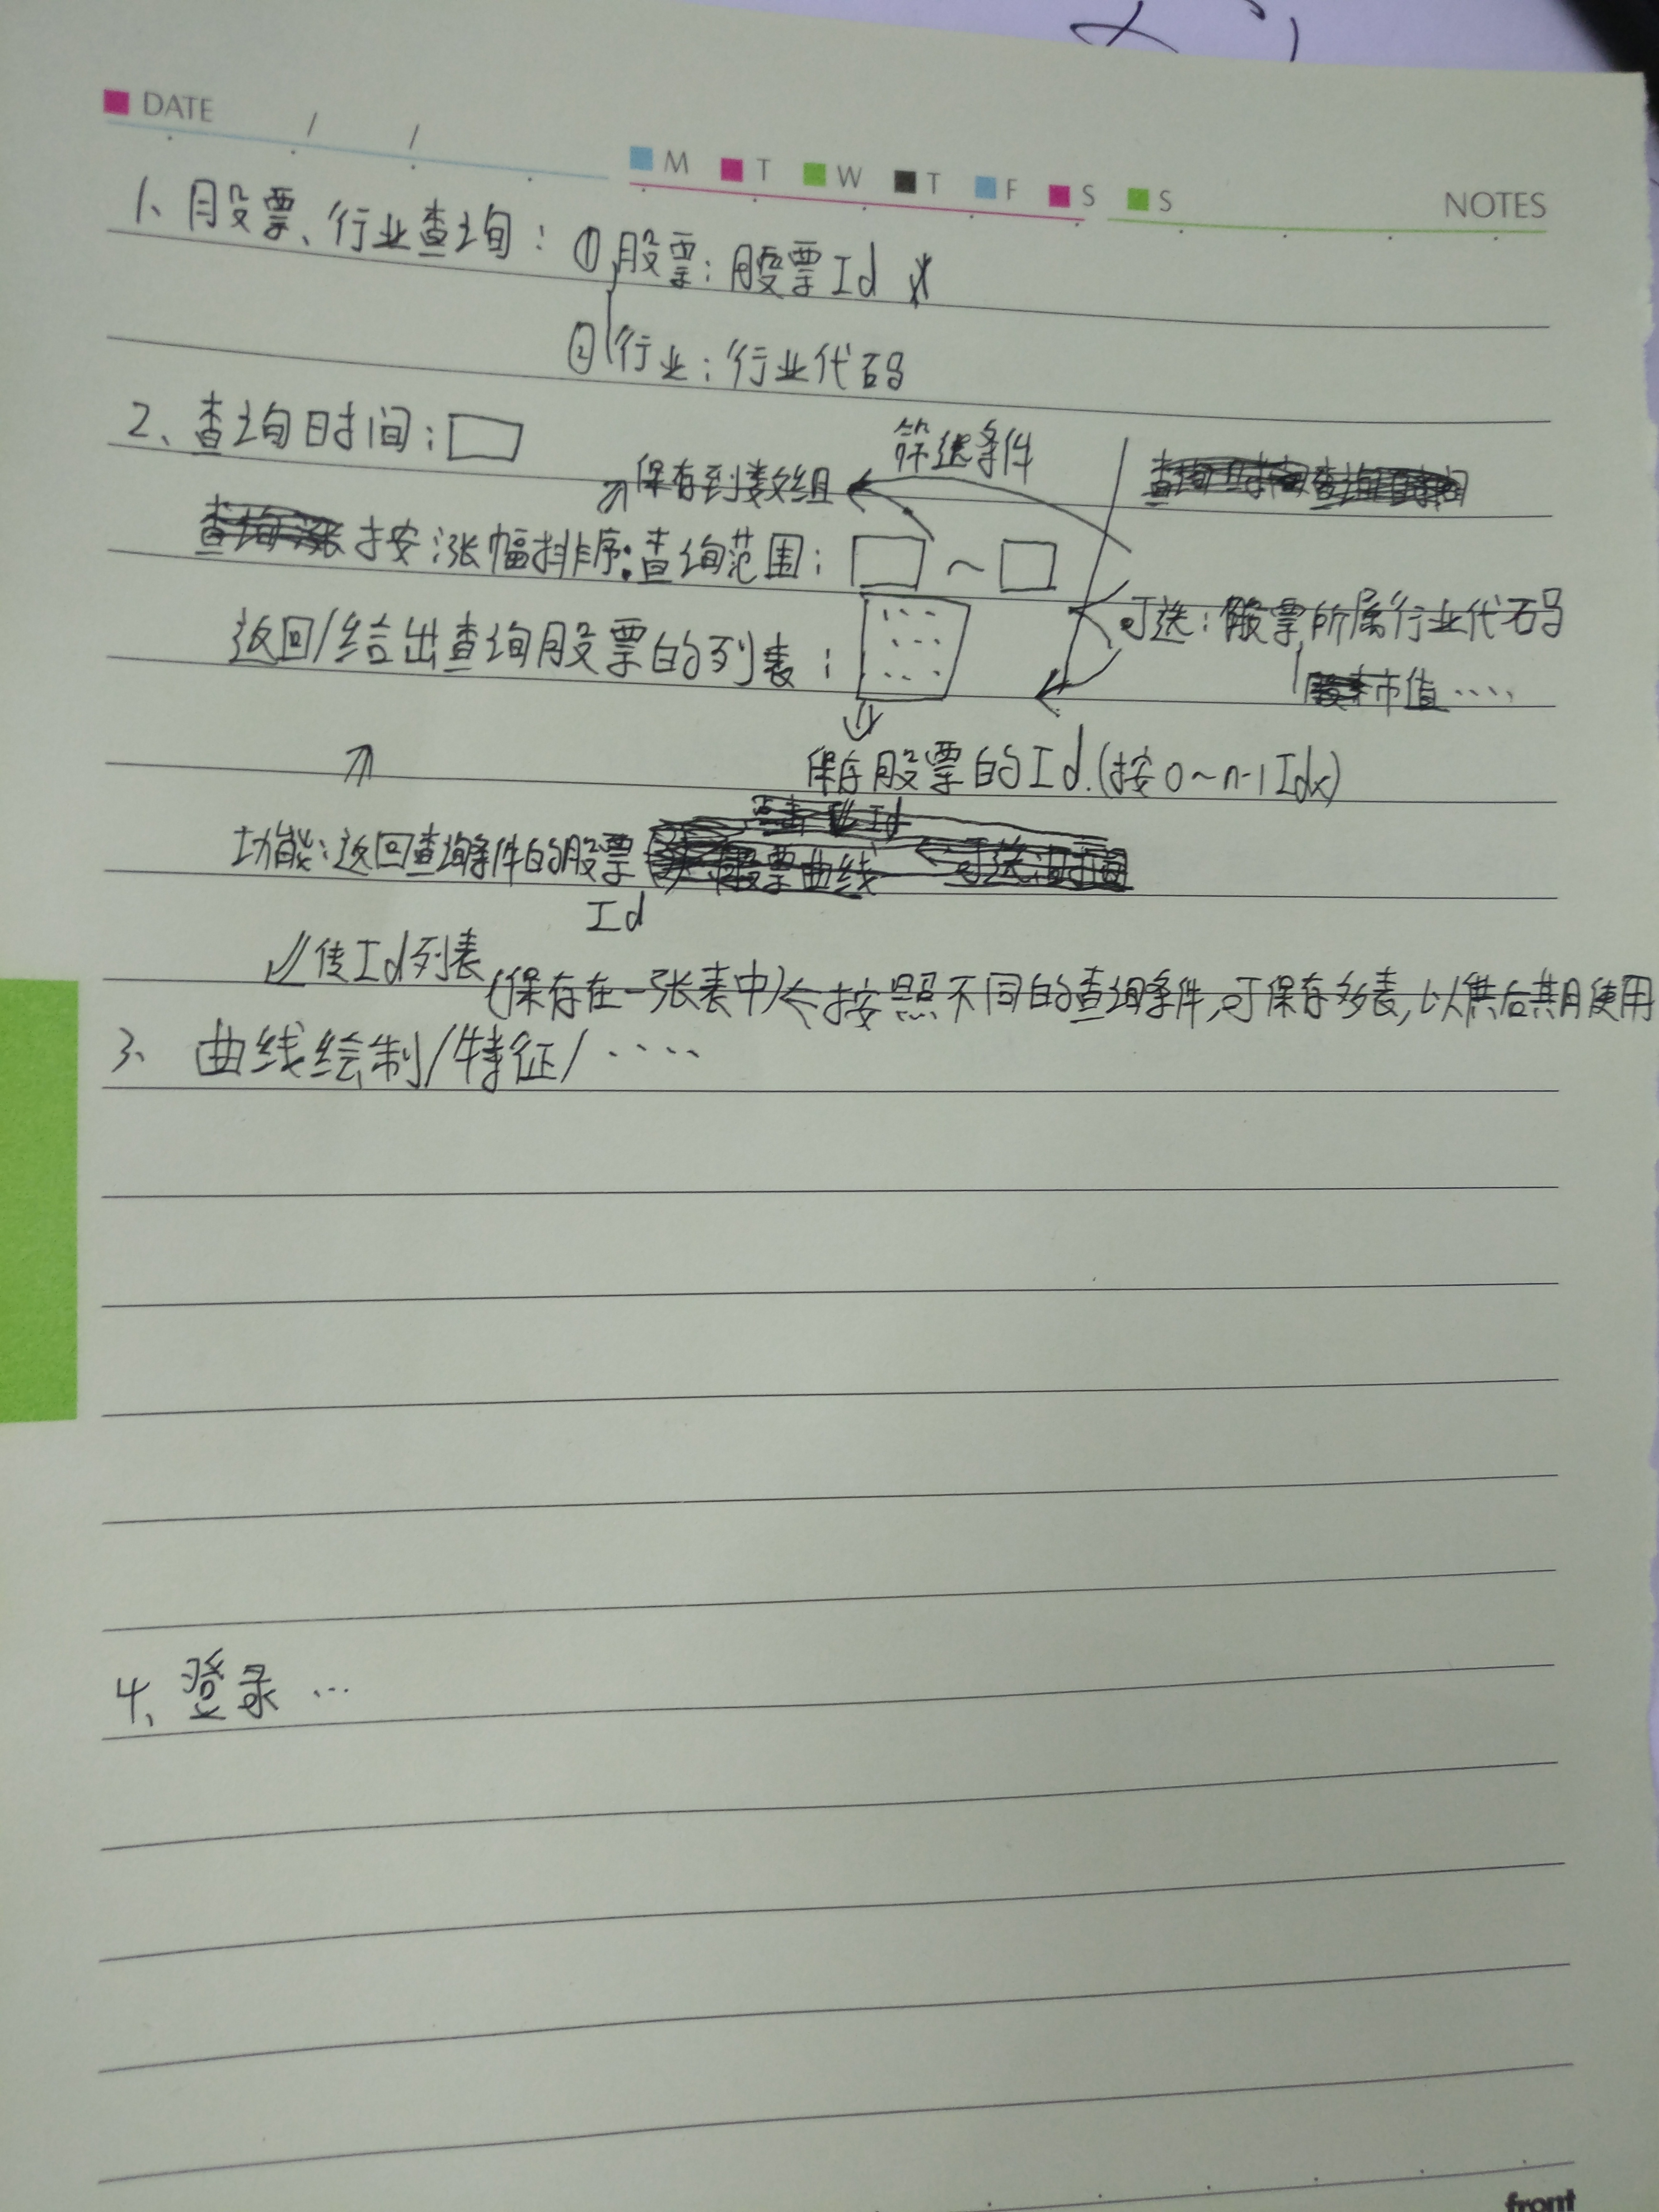 DATE / /
M T W T F S S
NOTES
1、股票、行业查询：①股票：股票Id
②行业：行业代码
2、查询时间：
筛选条件
保存到数组
按涨幅排序：查询范围： ～
可选：股票所属行业代码
返回/给出查询股票的列表：
市值....
保存股票的Id.(按0~n-1 Idx)
功能：返回查询条件的股票
Id
传Id列表
(保存在一张表中)←按照不同的查询条件,可保存多表,以供后期使用
3、曲线绘制/特征/....
4、登录...
front